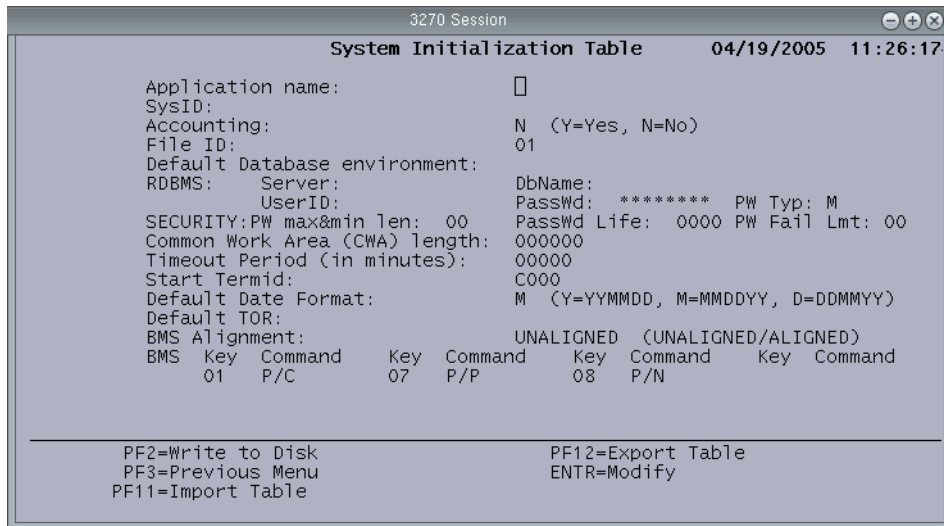 3270 Session
System Initialization Table 04/19/2005 11:26:17
Application name:
SysID:
Accounting: N (Y=Yes, N=No)
File ID: 01
Default Database environment:
RDBMS: Server: DbName:
UserID: PassWd: ******** PW Typ: M
SECURITY:PW max&min len: 00 PassWd Life: 0000 PW Fail Lmt: 00
Common Work Area (CWA) length: 000000
Timeout Period (in minutes): 00000
Start Termid: C000
Default Date Format: M (Y=YYMMDD, M=MMDDYY, D=DDMMYY)
Default TOR:
BMS Alignment: UNALIGNED (UNALIGNED/ALIGNED)
BMS Key Command Key Command Key Command Key Command
01 P/C 07 P/P 08 P/N
PF2=Write to Disk PF12=Export Table
PF3=Previous Menu ENTR=Modify
PF11=Import Table